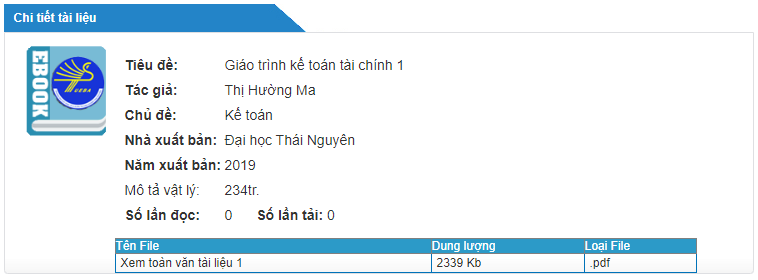 Chi tiết tài liệu
EBOOK
TUEBA
Tiêu đề: Giáo trình kế toán tài chính 1
Tác giả: Thị Hường Ma
Chủ đề: Kế toán
Nhà xuất bản: Đại học Thái Nguyên
Năm xuất bản: 2019
Mô tả vật lý: 234tr.
Số lần đọc: 0 Số lần tải: 0
Tên File Dung lượng Loại File
Xem toàn văn tài liệu 1 2339 Kb .pdf